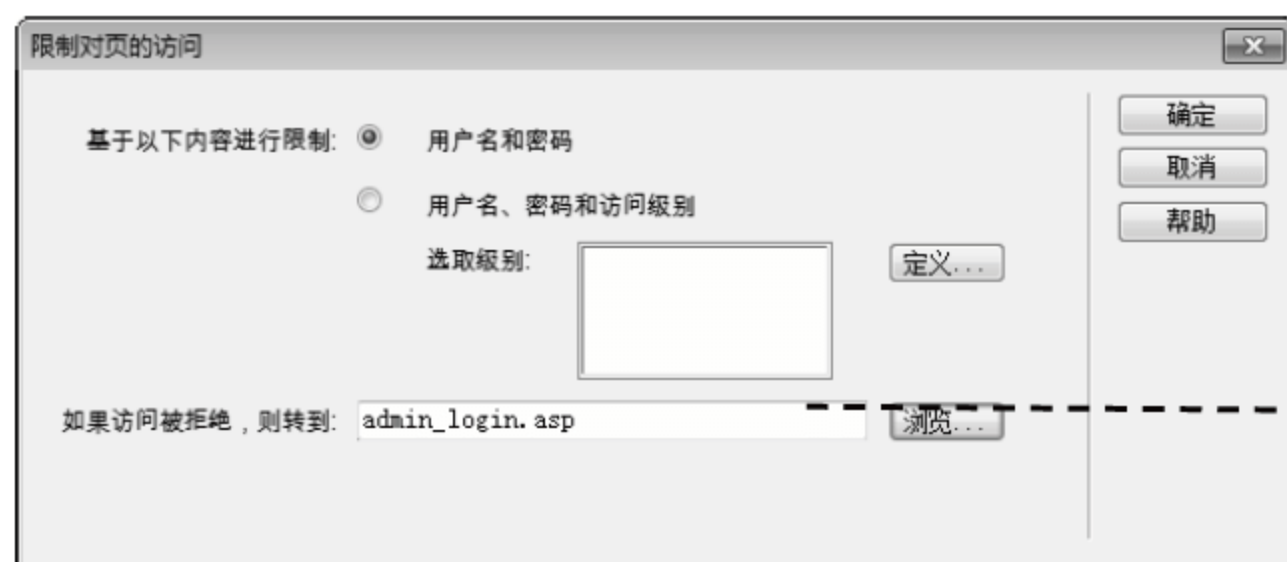 限制对页的访问
基于以下内容进行限制: 用户名和密码
用户名、密码和访问级别
选取级别: 定义...
如果访问被拒绝，则转到: admin_login.asp 浏览...
确定
取消
帮助